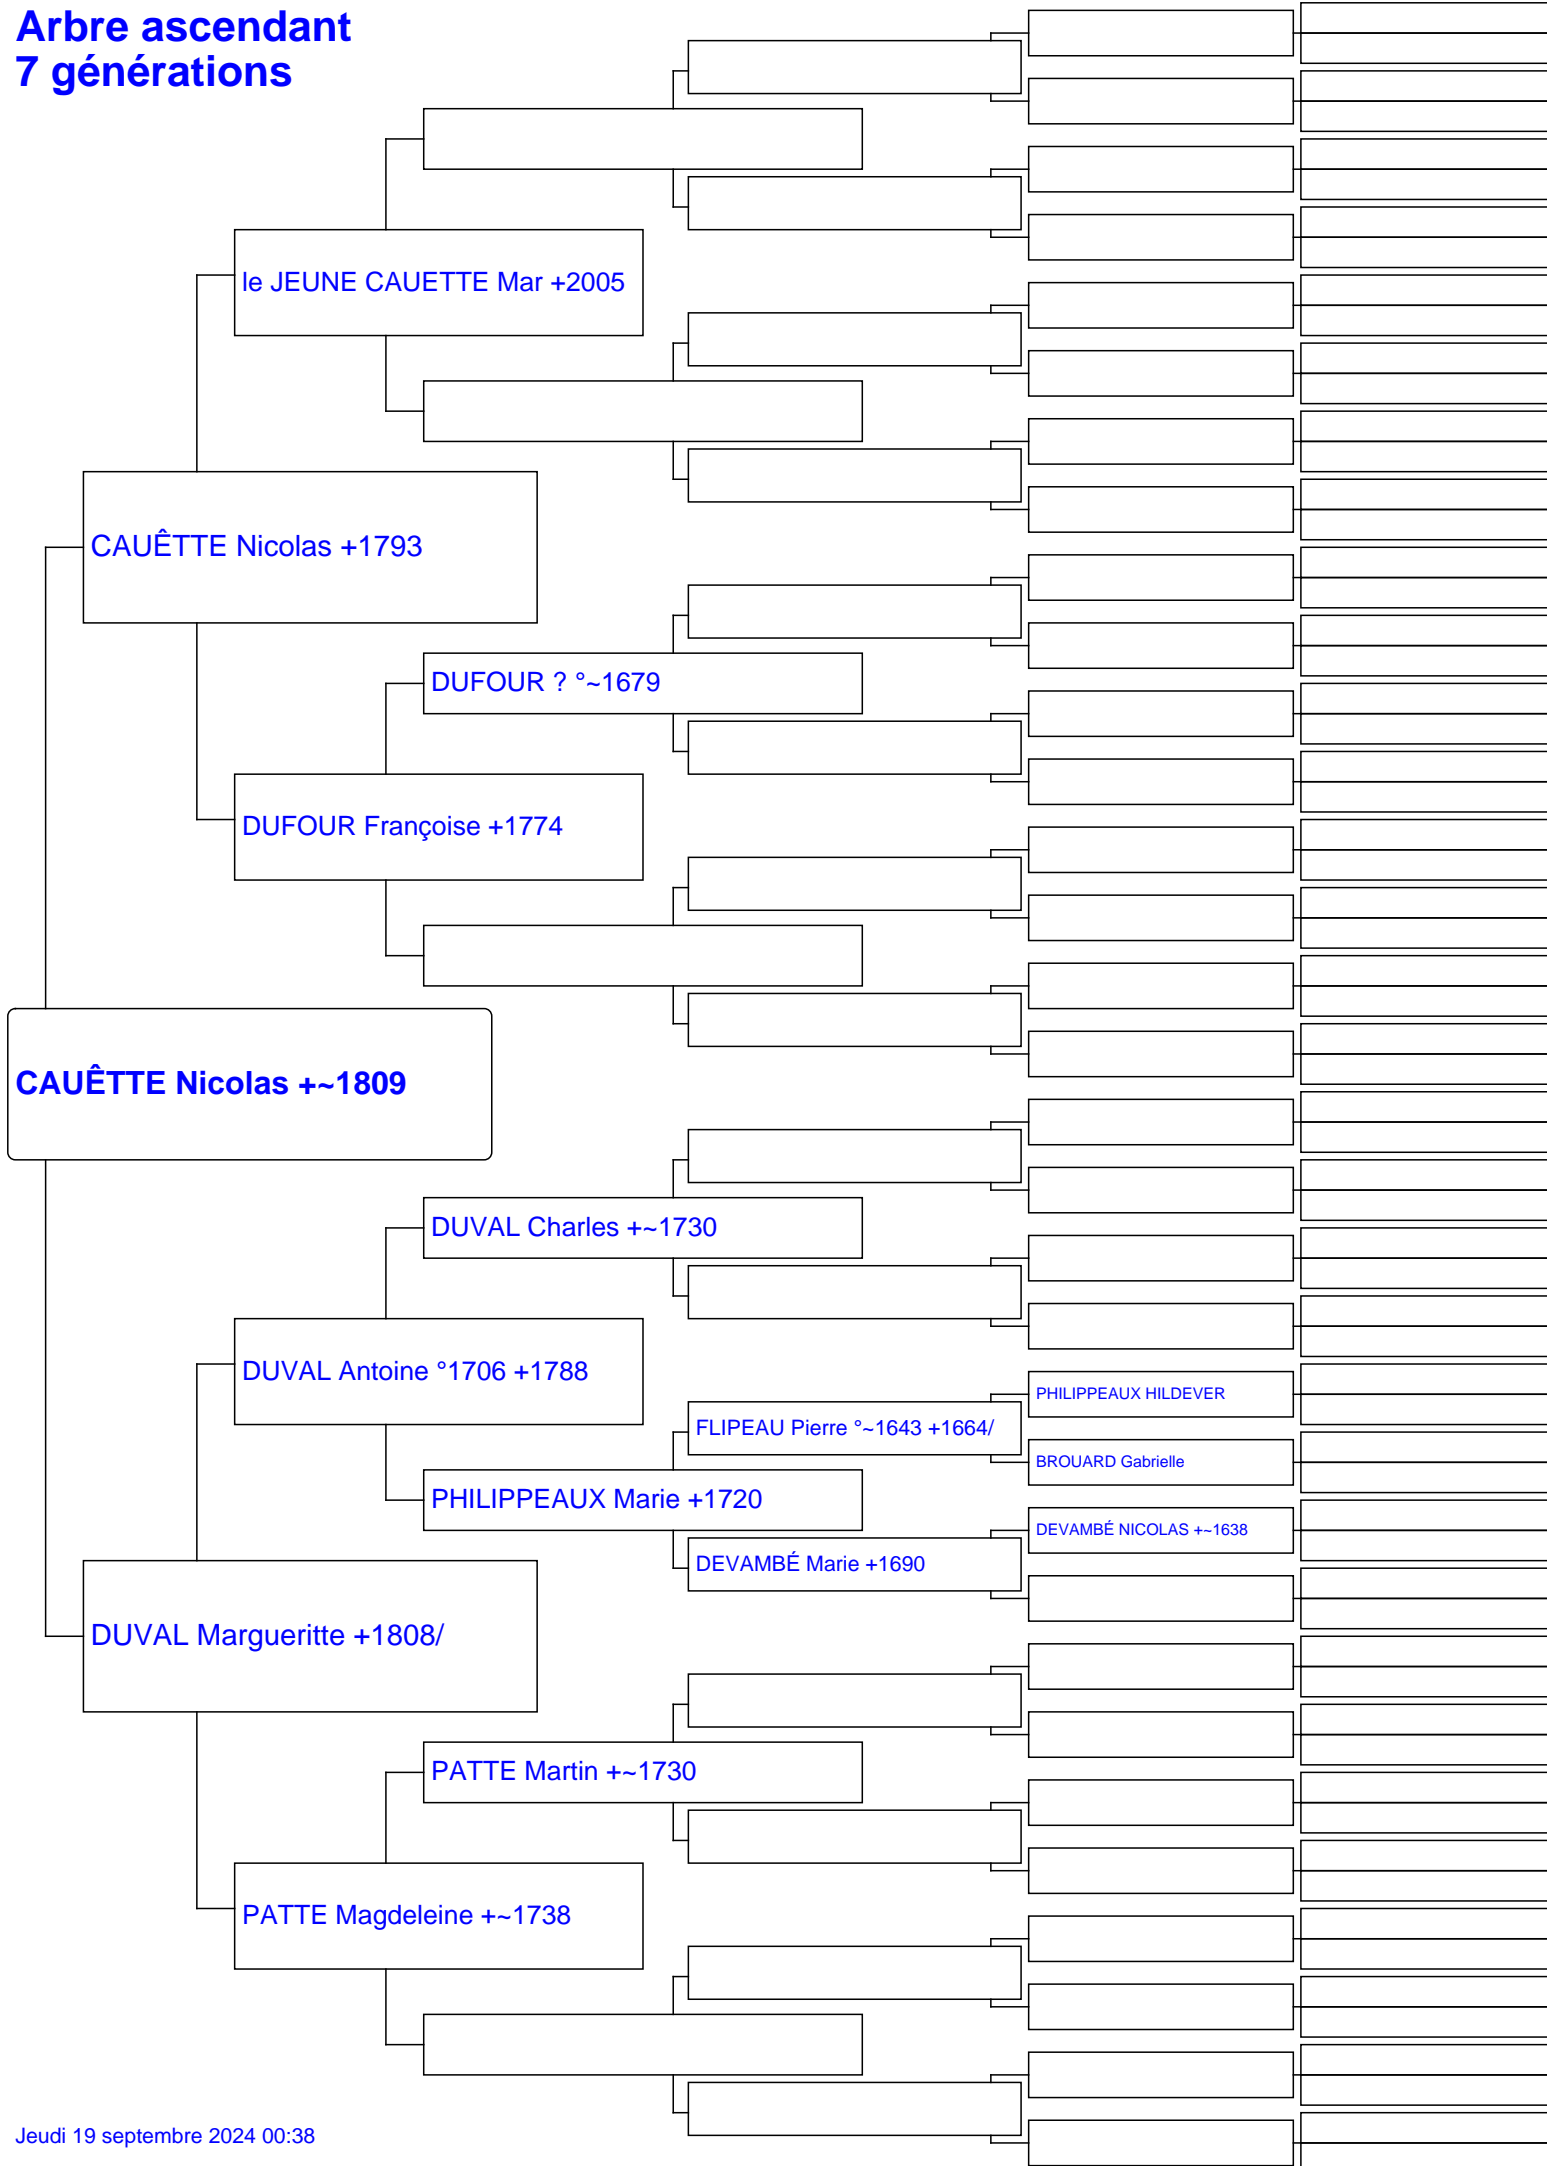 Arbre ascendant
7 générations
le JEUNE CAUETTE Mar +2005
CAUÊTTE Nicolas +1793
DUFOUR ? °~1679
DUFOUR Françoise +1774
CAUÊTTE Nicolas +~1809
DUVAL Charles +~1730
DUVAL Antoine °1706 +1788
PHILIPPEAUX HILDEVER
FLIPEAU Pierre °~1643 +1664/
BROUARD Gabrielle
PHILIPPEAUX Marie +1720
DEVAMBÉ NICOLAS +~1638
DEVAMBÉ Marie +1690
DUVAL Margueritte +1808/
PATTE Martin +~1730
PATTE Magdeleine +~1738
Jeudi 19 septembre 2024 00:38